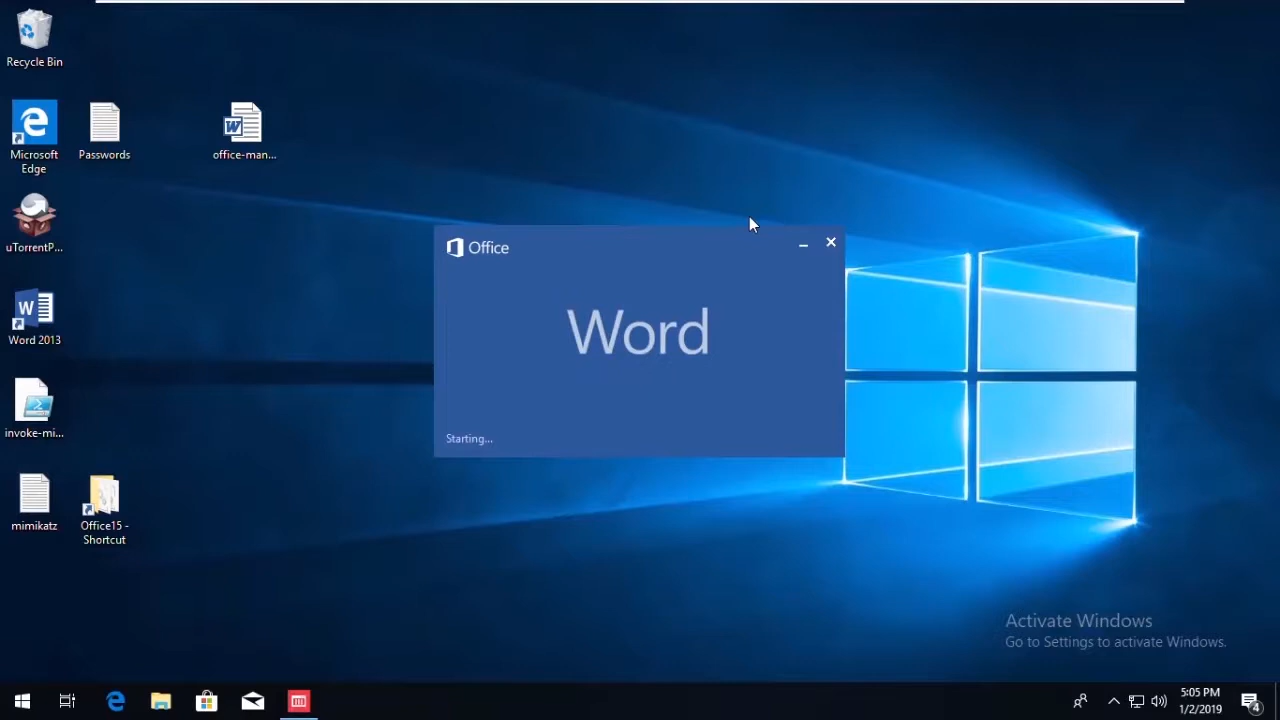 Recycle Bin
Microsoft
Edge
Passwords
W
office-man...
uTorrentP...
W
Word 2013
invoke-mi...
mimikatz
Office15 -
Shortcut
Office
Word
Starting...
Activate Windows
Go to Settings to activate Windows.
5:05 PM
1/2/2019
4